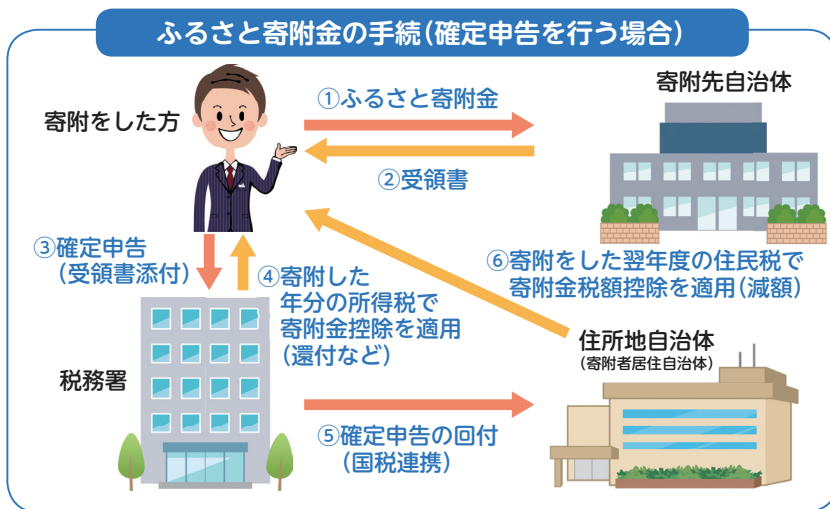 ふるさと寄附金の手続(確定申告を行う場合)
寄附をした方
①ふるさと寄附金
寄附先自治体
②受領書
③確定申告
(受領書添付)
④寄附した
年分の所得税で
寄附金控除を適用
(還付など)
⑥寄附をした翌年度の住民税で
寄附金税額控除を適用(減額)
税務署
住所地自治体
(寄附者居住自治体)
⑤確定申告の回付
(国税連携)